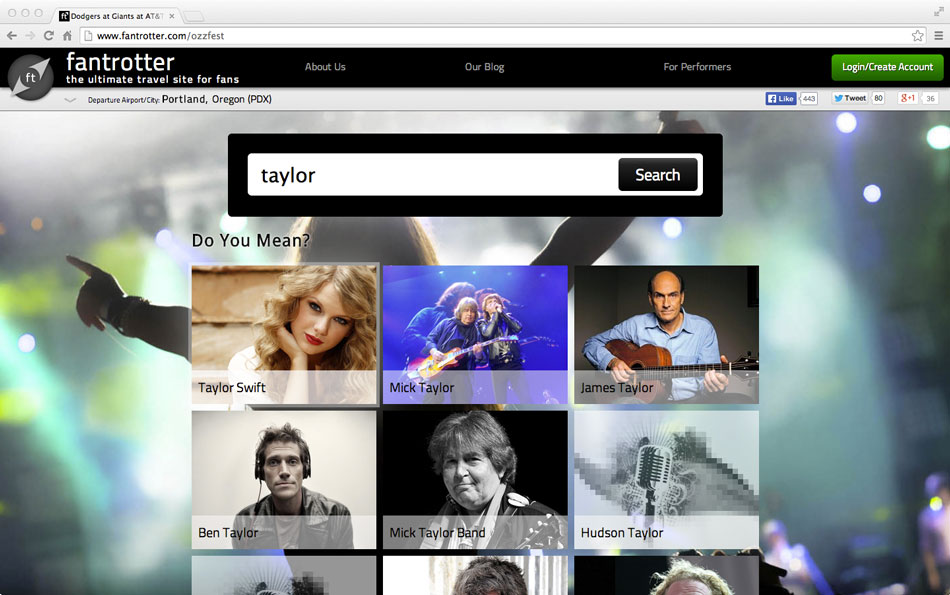 Dodgers at Giants at AT&T
www.fantrotter.com/ozzfest
ft
fantrotter
the ultimate travel site for fans
About Us
Our Blog
For Performers
Login/Create Account
Departure Airport/City: Portland, Oregon (PDX)
Like 443
Tweet 80
g+1 36
taylor
Search
Do You Mean?
Taylor Swift
Mick Taylor
James Taylor
Ben Taylor
Mick Taylor Band
Hudson Taylor